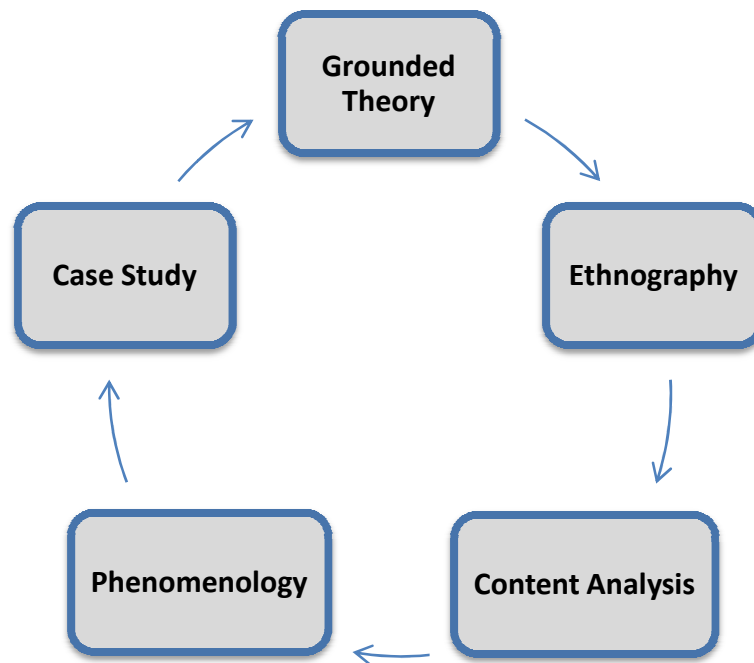 Grounded
Theory
Ethnography
Content Analysis
Phenomenology
Case Study